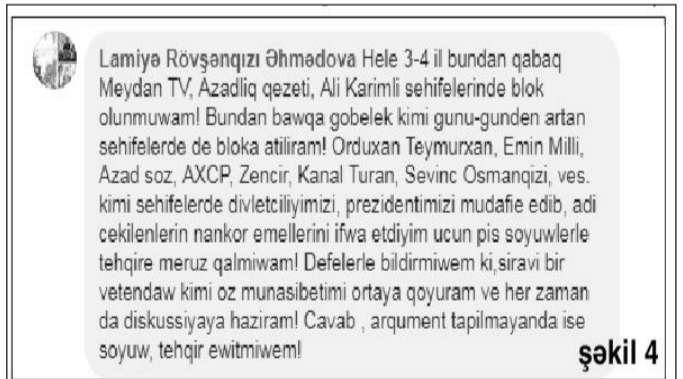 Lamiyə Rövşənqızı Əhmədova Hele 3-4 il bundan qabaq
Meydan TV, Azadliq qezeti, Ali Karimli sehifelerinde blok
olunmuwam! Bundan bawqa gobelek kimi gunu-gunden artan
sehifelerde de bloka atiliram! Orduxan Teymurxan, Emin Milli,
Azad soz, AXCP, Zencir, Kanal Turan, Sevinc Osmanqizi, ves.
kimi sehifelerde divletciliyimizi, prezidentimizi mudafie edib, adi
cekilenlerin nankor emellerini ifwa etdiyim ucun pis soyuwlerle
tehqire meruz qalmiwam! Defelerle bildirmiwem ki,siravi bir
vetendaw kimi oz munasibetimi ortaya qoyuram ve her zaman
da diskussiyaya haziram! Cavab , arqument tapilmayanda ise
soyuw, tehqir ewitmiwem!
şəkil 4